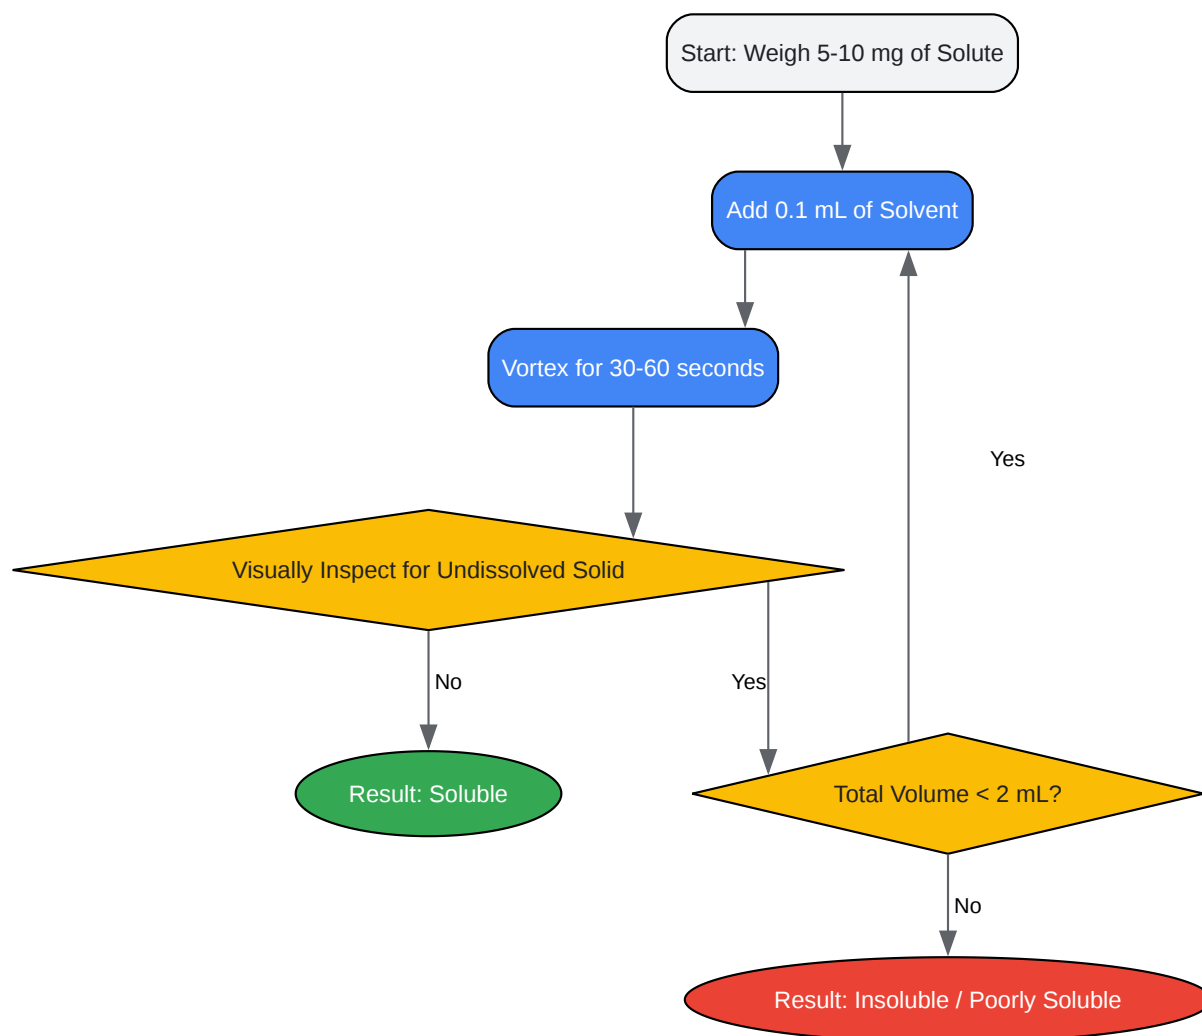 Start: Weigh 5-10 mg of Solute
Add 0.1 mL of Solvent
Vortex for 30-60 seconds
Yes
Visually Inspect for Undissolved Solid
No
Yes
Result: Soluble
Total Volume < 2 mL?
No
Result: Insoluble / Poorly Soluble